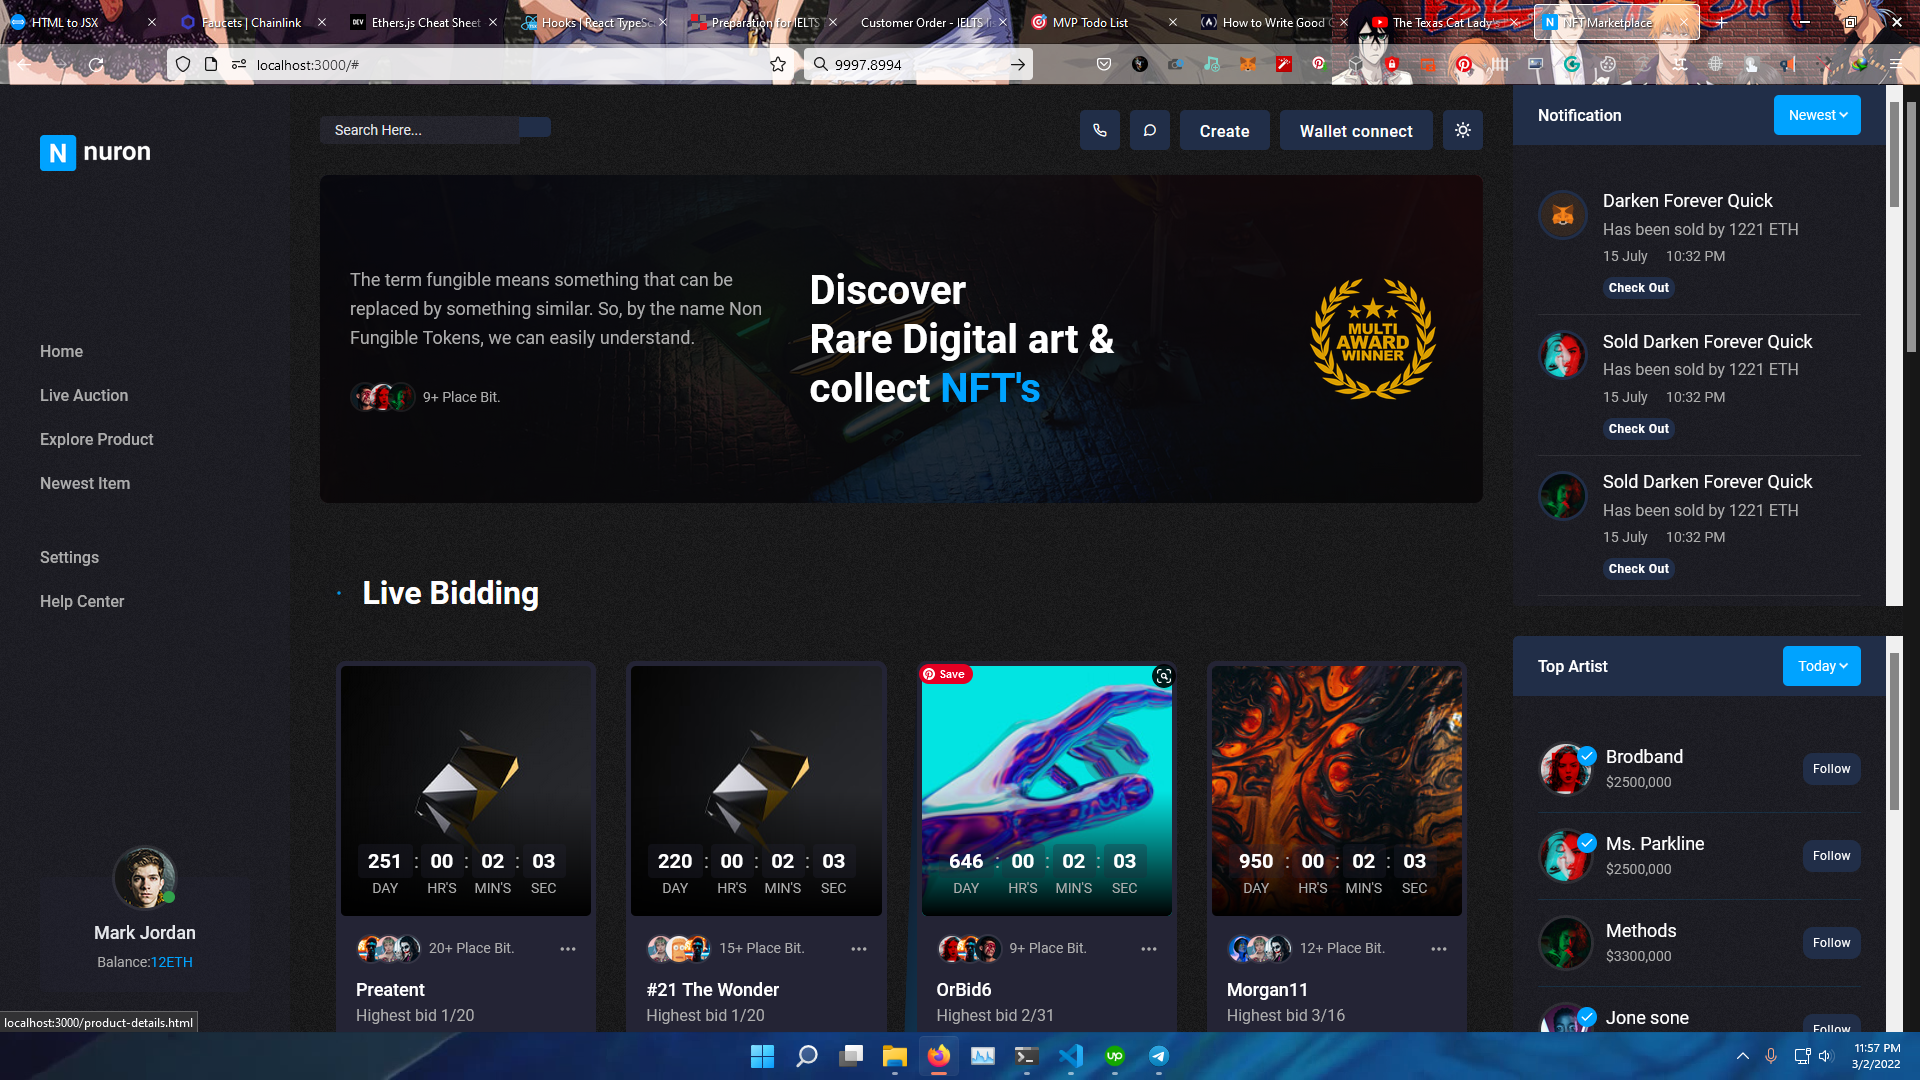 HTML to JSX
Faucets | Chainlink
Ethers.js Cheat Sheet
Hooks | React TypeSc
Preparation for IELTS
Customer Order - IELTS
MVP Todo List
How to Write Good
The Texas Cat Lady's
NFT Marketplace
localhost:3000/#
9997.8994
N nuron
Search Here...
Create
Wallet connect
Notification
Newest
Home
Live Auction
Explore Product
Newest Item
Settings
Help Center
Mark Jordan
Balance:12ETH
The term fungible means something that can be
replaced by something similar. So, by the name Non
Fungible Tokens, we can easily understand.
9+ Place Bit.
Discover
Rare Digital art &
collect NFT's
MULTI
AWARD
WINNER
Live Bidding
Save
251 : 00 : 02 : 03
DAY HR'S MIN'S SEC
20+ Place Bit.
Preatent
Highest bid 1/20
220 : 00 : 02 : 03
DAY HR'S MIN'S SEC
15+ Place Bit.
#21 The Wonder
Highest bid 1/20
646 : 00 : 02 : 03
DAY HR'S MIN'S SEC
9+ Place Bit.
OrBid6
Highest bid 2/31
950 : 00 : 02 : 03
DAY HR'S MIN'S SEC
12+ Place Bit.
Morgan11
Highest bid 3/16
Darken Forever Quick
Has been sold by 1221 ETH
15 July 10:32 PM
Check Out
Sold Darken Forever Quick
Has been sold by 1221 ETH
15 July 10:32 PM
Check Out
Sold Darken Forever Quick
Has been sold by 1221 ETH
15 July 10:32 PM
Check Out
Top Artist
Today
Brodband
$2500,000
Follow
Ms. Parkline
$2500,000
Follow
Methods
$3300,000
Follow
Jone sone
Follow
localhost:3000/product-details.html
11:57 PM
3/2/2022